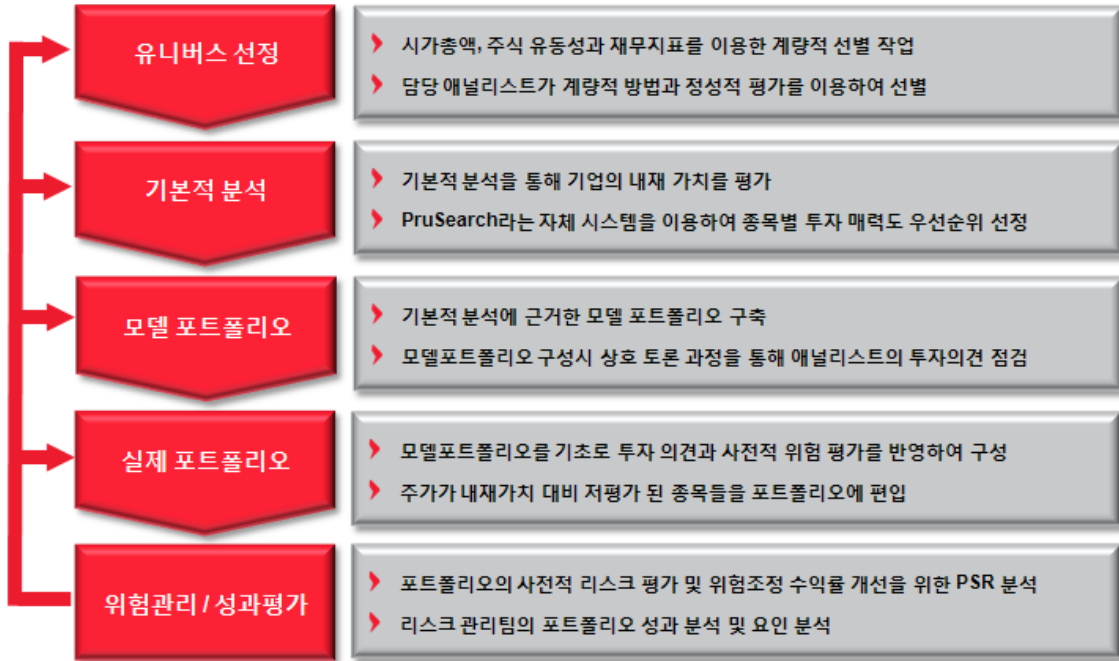 유니버스 선정
시가총액, 주식 유동성과 재무지표를 이용한 계량적 선별 작업
담당 애널리스트가 계량적 방법과 정성적 평가를 이용하여 선별
기본적 분석
기본적 분석을 통해 기업의 내재 가치를 평가
PruSearch라는 자체 시스템을 이용하여 종목별 투자 매력도 우선순위 선정
모델 포트폴리오
기본적 분석에 근거한 모델 포트폴리오 구축
모델포트폴리오 구성시 상호 토론 과정을 통해 애널리스트의 투자의견 점검
실제 포트폴리오
모델포트폴리오를 기초로 투자 의견과 사전적 위험 평가를 반영하여 구성
주가가 내재가치 대비 저평가 된 종목들을 포트폴리오에 편입
위험관리 / 성과평가
포트폴리오의 사전적 리스크 평가 및 위험조정 수익률 개선을 위한 PSR 분석
리스크 관리팀의 포트폴리오 성과 분석 및 요인 분석